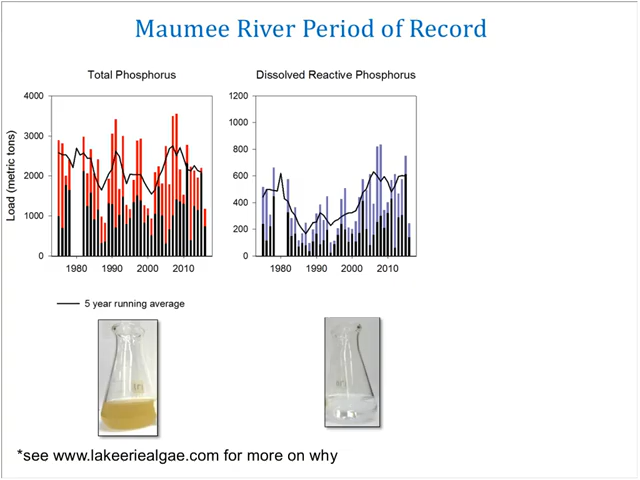 Maumee River Period of Record
Total Phosphorus
Dissolved Reactive Phosphorus
Load (metric tons)
4000
3000
2000
1000
0
1980 1990 2000 2010
1200
1000
800
600
400
200
0
1980 1990 2000 2010
5 year running average
*see www.lakeeriealgae.com for more on why